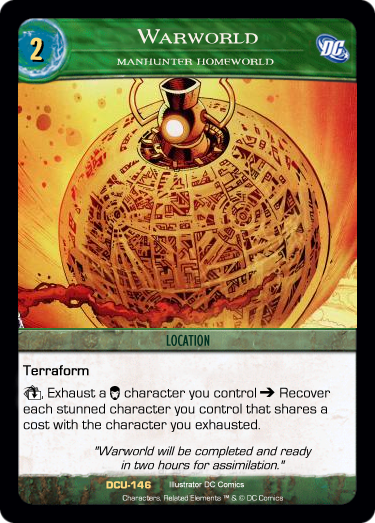 2
WARWORLD
MANHUNTER HOMEWORLD
DC
LOCATION
Terraform
, Exhaust a character you control ➔ Recover
each stunned character you control that shares a
cost with the character you exhausted.
"Warworld will be completed and ready
in two hours for assimilation."
DCU-146 Illustrator DC Comics
Characters, Related Elements ™ & © DC Comics